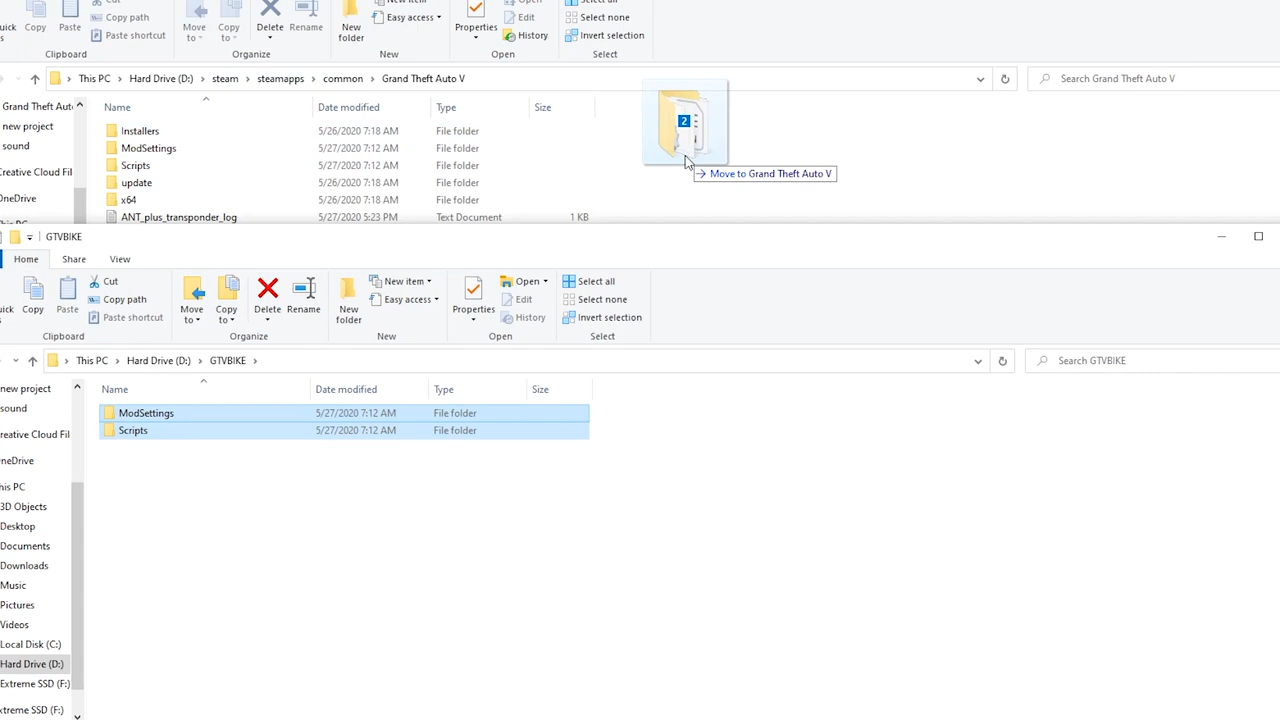 Copy path
Easy access
Select none
Edit
Copy Paste Paste shortcut Move to Copy to Delete Rename New folder Properties History Invert selection
Clipboard Organize New Open Select
This PC > Hard Drive (D:) > steam > steamapps > common > Grand Theft Auto V Search Grand Theft Auto V
Grand Theft Auto Name Date modified Type Size
new project Installers 5/26/2020 7:18 AM File folder
2
sound ModSettings 5/27/2020 7:12 AM File folder
Scripts 5/27/2020 7:12 AM File folder
Creative Cloud Fil update 5/26/2020 7:18 AM File folder
→ Move to Grand Theft Auto V
OneDrive x64 5/26/2020 7:18 AM File folder
ANT_plus_transponder_log 5/27/2020 5:23 PM Text Document 1 KB
GTVBIKE
Home Share View
Cut New item Open Select all
Copy path Easy access Edit Select none
Copy Paste Paste shortcut Move to Copy to Delete Rename New folder Properties History Invert selection
Clipboard Organize New Open Select
This PC > Hard Drive (D:) > GTVBIKE > Search GTVBIKE
new project Name Date modified Type Size
sound ModSettings 5/27/2020 7:12 AM File folder
reative Cloud Fil Scripts 5/27/2020 7:12 AM File folder
neDrive
his PC
3D Objects
Desktop
Documents
Downloads
Music
Pictures
Videos
Local Disk (C:)
Hard Drive (D:)
Extreme SSD (F:)
xtreme SSD (F:)